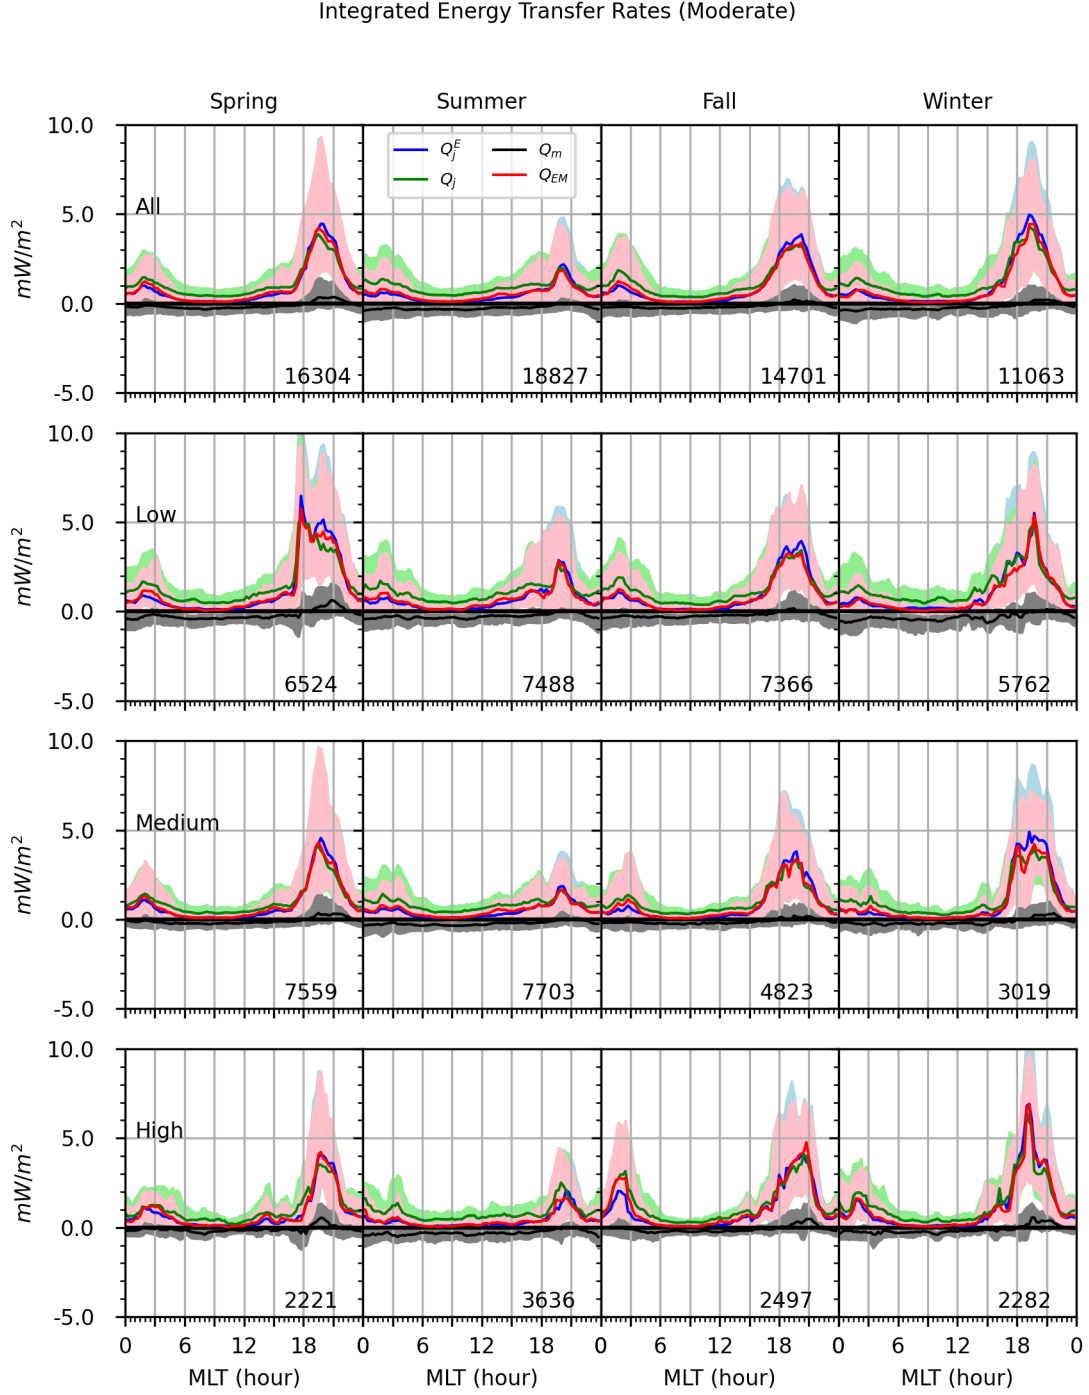 Integrated Energy Transfer Rates (Moderate)
Spring Summer Fall Winter
10.0
5.0
0.0
-5.0
mW/m²
All
Q_j^E Q_m
Q_j Q_EM
16304 18827 14701 11063
10.0
5.0
0.0
-5.0
mW/m²
Low
6524 7488 7366 5762
10.0
5.0
0.0
-5.0
mW/m²
Medium
7559 7703 4823 3019
10.0
5.0
0.0
-5.0
mW/m²
High
2221 3636 2497 2282
0 6 12 18 0 6 12 18 0 6 12 18 0 6 12 18 0
MLT (hour) MLT (hour) MLT (hour) MLT (hour)